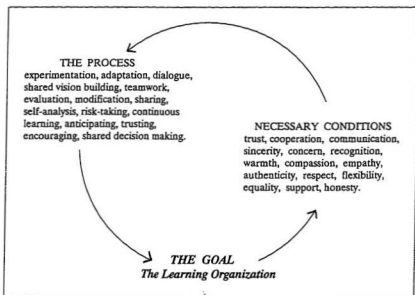 THE PROCESS
experimentation, adaptation, dialogue,
shared vision building, teamwork,
evaluation, modification, sharing,
self-analysis, risk-taking, continuous
learning, anticipating, trusting,
encouraging, shared decision making.
NECESSARY CONDITIONS
trust, cooperation, communication,
sincerity, concern, recognition,
warmth, compassion, empathy,
authenticity, respect, flexibility,
equality, support, honesty.
THE GOAL
The Learning Organization